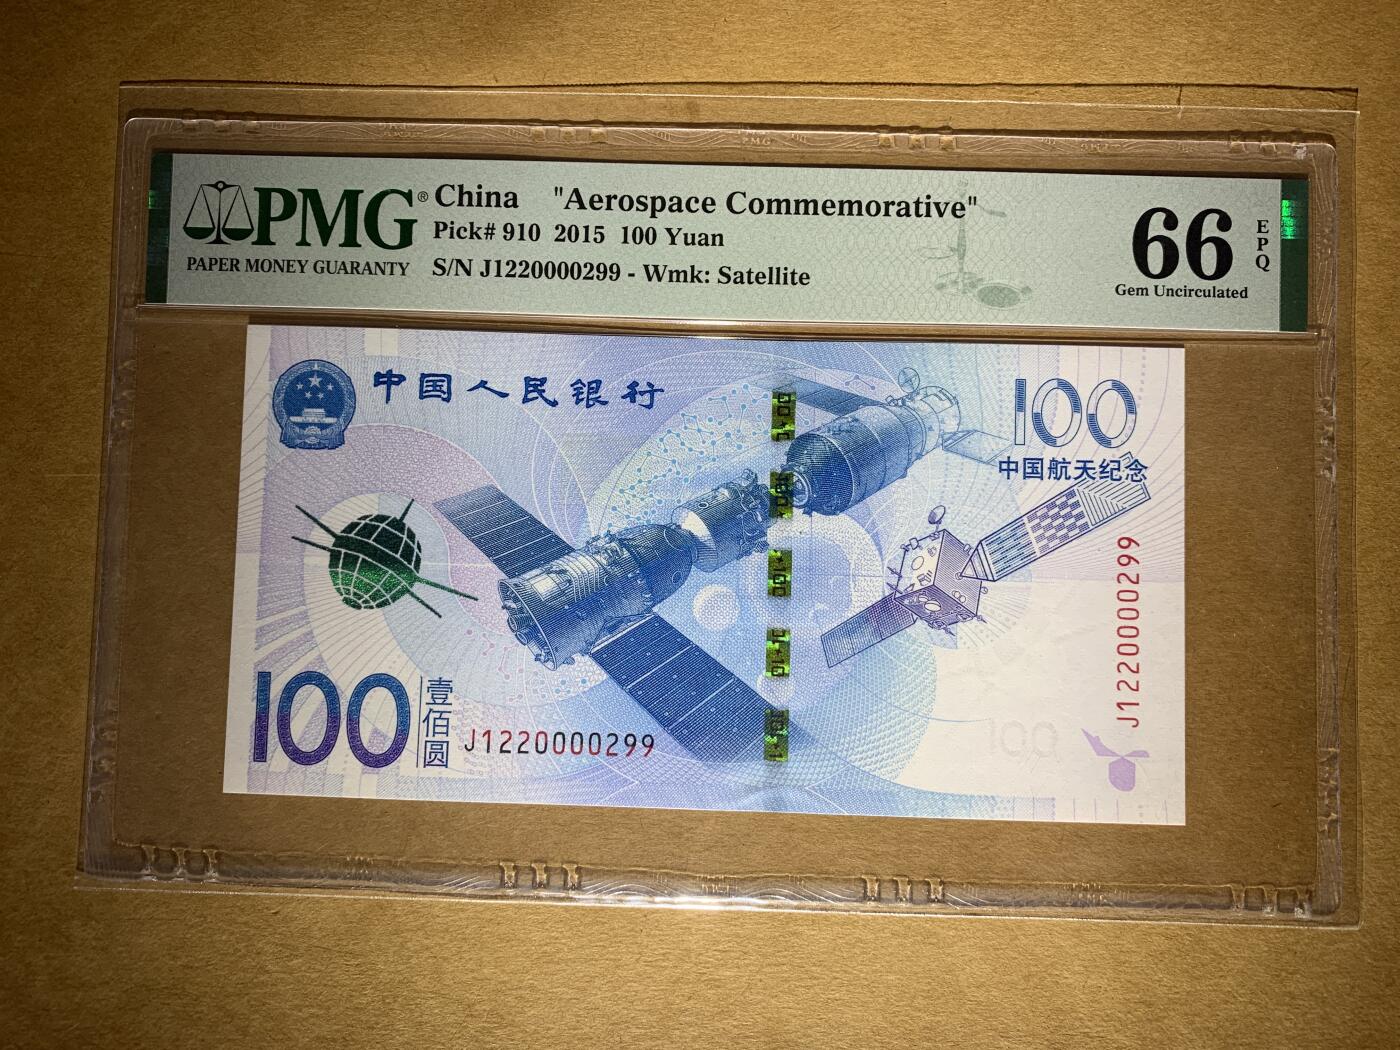 PMG® China "Aerospace Commemorative"
Pick# 910 2015 100 Yuan
PAPER MONEY GUARANTY
S/N J1220000299 - Wmk: Satellite
66
EPQ
Gem Uncirculated
中国人民银行
100
中国航天纪念
J1220000299
100
壹佰圆
J1220000299
100